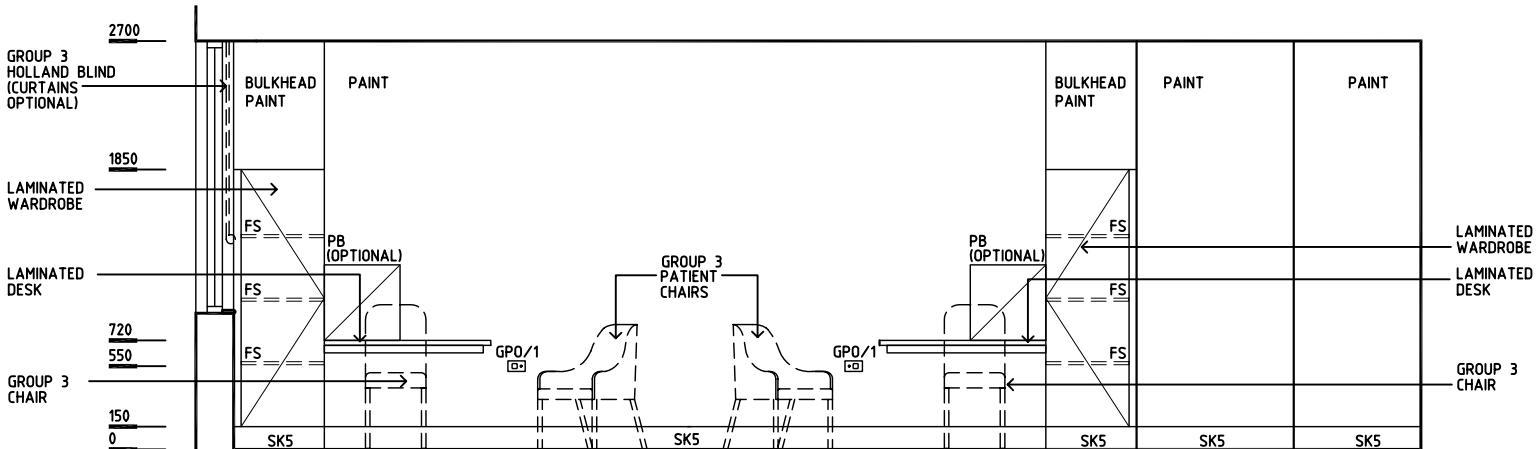 2700
GROUP 3
HOLLAND BLIND
(CURTAINS
OPTIONAL)
BULKHEAD
PAINT
PAINT
BULKHEAD
PAINT
PAINT
PAINT
1850
LAMINATED
WARDROBE
FS
FS
PB
(OPTIONAL)
PB
(OPTIONAL)
LAMINATED
WARDROBE
GROUP 3
PATIENT
CHAIRS
LAMINATED
DESK
LAMINATED
DESK
FS
FS
720
GPO/1
GPO/1
FS
FS
550
GROUP 3
CHAIR
GROUP 3
CHAIR
150
0
SK5
SK5
SK5
SK5
SK5